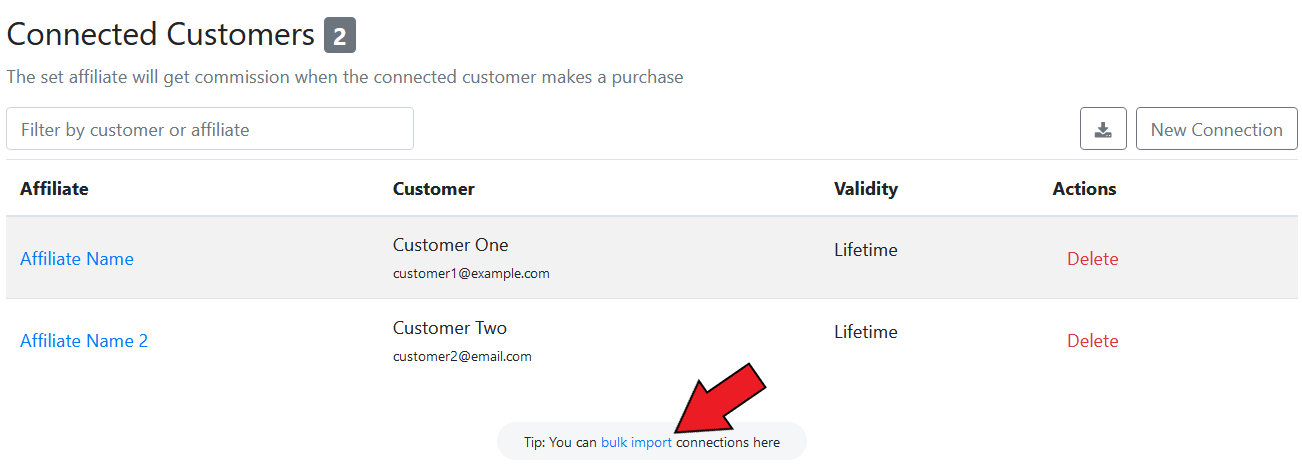 Connected Customers 2
The set affiliate will get commission when the connected customer makes a purchase
Filter by customer or affiliate
New Connection
Affiliate Customer Validity Actions
Affiliate Name Customer One Lifetime Delete
customer1@example.com
Affiliate Name 2 Customer Two Lifetime Delete
customer2@email.com
Tip: You can bulk import connections here